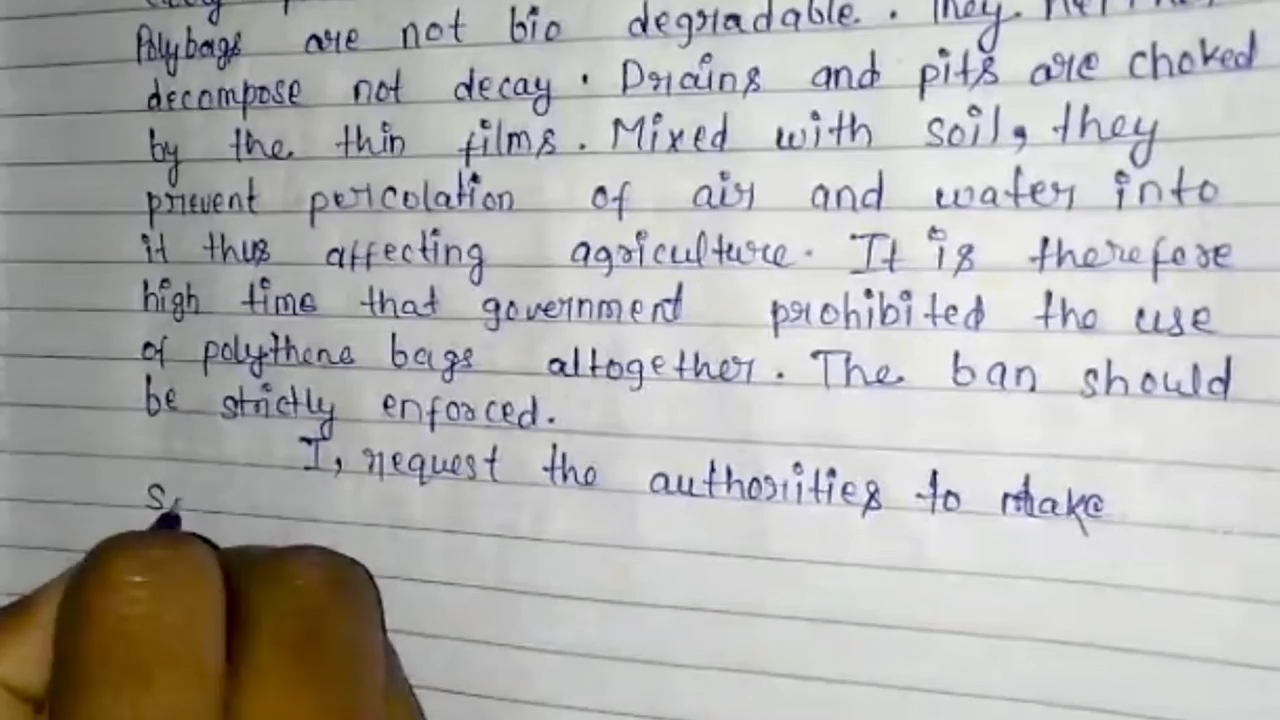 Polybags are not bio degradable. They
decompose not decay. Drains and pits are choked
by the thin films. Mixed with soil, they
prevent percolation of air and water into
it thus affecting agriculture. It is therefore
high time that government prohibited the use
of polythene bags altogether. The ban should
be strictly enforced.
I, request the authorities to make
S